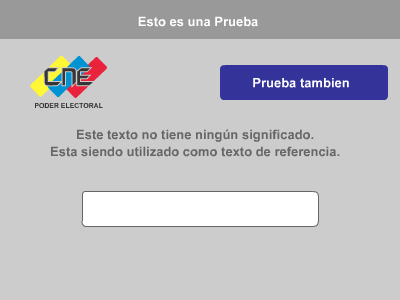 Esto es una Prueba
CNE
PODER ELECTORAL
Prueba tambien
Este texto no tiene ningún significado.
Esta siendo utilizado como texto de referencia.